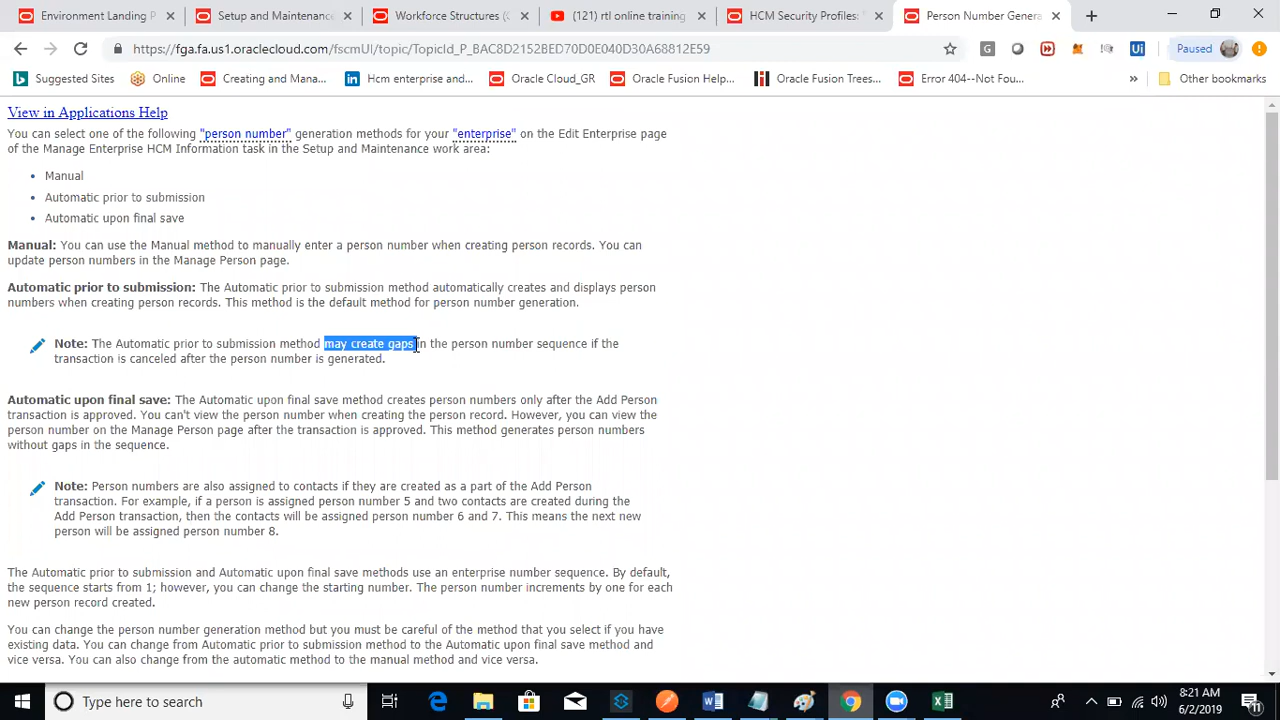 Environment Landing P
Setup and Maintenance
Workforce Structures (
(121) rtl online training
HCM Security Profiles:
Person Number Genera
https://fga.fa.us1.oraclecloud.com/fscmUI/topic/TopicId_P_BAC8D2152BED70D0E040D30A68812E59
Paused
Suggested Sites
Online
Creating and Mana...
Hcm enterprise and...
Oracle Cloud_GR
Oracle Fusion Help...
Oracle Fusion Trees...
Error 404--Not Fou...
Other bookmarks
View in Applications Help
You can select one of the following "person number" generation methods for your "enterprise" on the Edit Enterprise page
of the Manage Enterprise HCM Information task in the Setup and Maintenance work area:
• Manual
• Automatic prior to submission
• Automatic upon final save
Manual: You can use the Manual method to manually enter a person number when creating person records. You can
update person numbers in the Manage Person page.
Automatic prior to submission: The Automatic prior to submission method automatically creates and displays person
numbers when creating person records. This method is the default method for person number generation.
Note: The Automatic prior to submission method may create gaps in the person number sequence if the
transaction is canceled after the person number is generated.
Automatic upon final save: The Automatic upon final save method creates person numbers only after the Add Person
transaction is approved. You can't view the person number when creating the person record. However, you can view the
person number on the Manage Person page after the transaction is approved. This method generates person numbers
without gaps in the sequence.
Note: Person numbers are also assigned to contacts if they are created as a part of the Add Person
transaction. For example, if a person is assigned person number 5 and two contacts are created during the
Add Person transaction, then the contacts will be assigned person number 6 and 7. This means the next new
person will be assigned person number 8.
The Automatic prior to submission and Automatic upon final save methods use an enterprise number sequence. By default,
the sequence starts from 1; however, you can change the starting number. The person number increments by one for each
new person record created.
You can change the person number generation method but you must be careful of the method that you select if you have
existing data. You can change from Automatic prior to submission method to the Automatic upon final save method and
vice versa. You can also change from the automatic method to the manual method and vice versa.
Type here to search
8:21 AM
6/2/2019